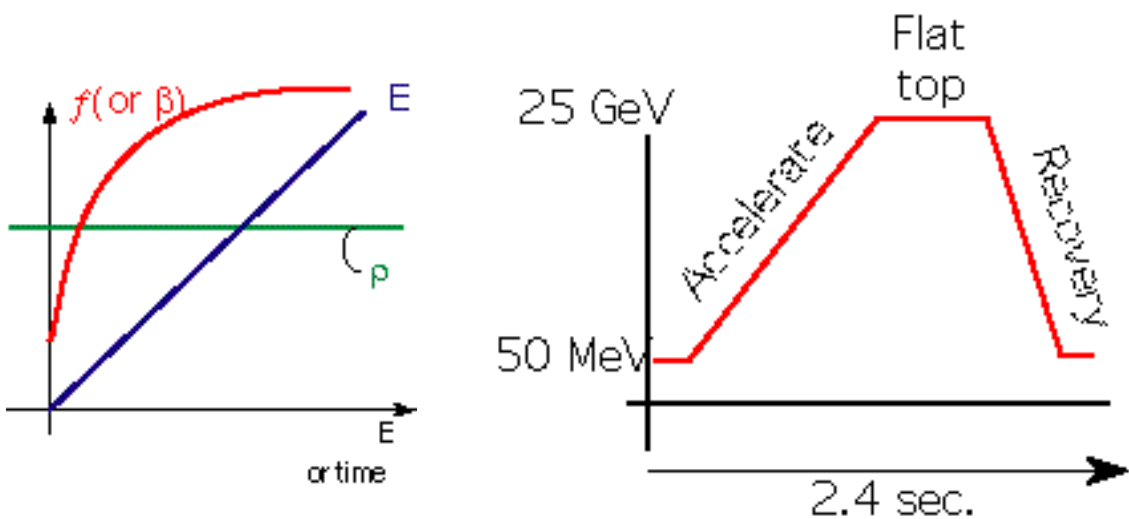 f(or β)
E
ρ
E
or time
Flat
top
25 GeV
Accelerate
Recovery
50 MeV
2.4 sec.